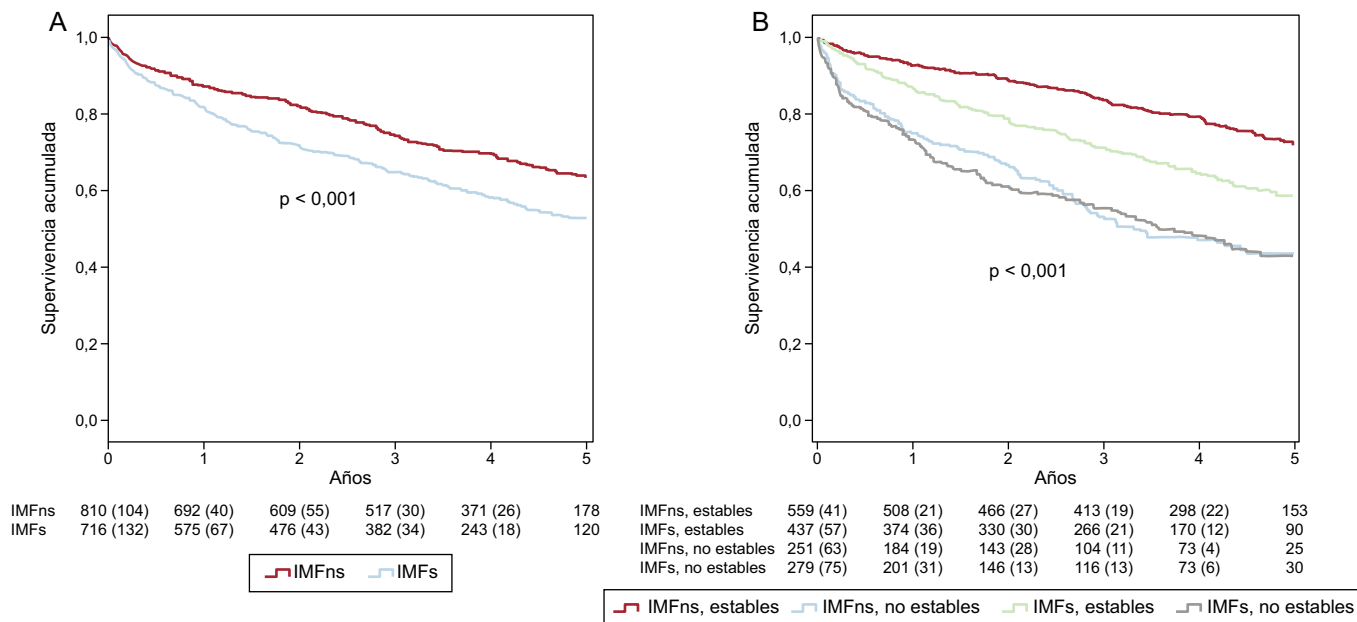 A
Supervivencia acumulada
1,0
0,8
0,6
0,4
0,2
0,0
p < 0,001
0 1 2 3 4 5
Años
IMFns 810 (104) 692 (40) 609 (55) 517 (30) 371 (26) 178
IMFs 716 (132) 575 (67) 476 (43) 382 (34) 243 (18) 120
IMFns IMFs
B
Supervivencia acumulada
1,0
0,8
0,6
0,4
0,2
0,0
p < 0,001
0 1 2 3 4 5
Años
IMFns, estables 559 (41) 508 (21) 466 (27) 413 (19) 298 (22) 153
IMFs, estables 437 (57) 374 (36) 330 (30) 266 (21) 170 (12) 90
IMFns, no estables 251 (63) 184 (19) 143 (28) 104 (11) 73 (4) 25
IMFs, no estables 279 (75) 201 (31) 146 (13) 116 (13) 73 (6) 30
IMFns, estables IMFns, no estables IMFs, estables IMFs, no estables